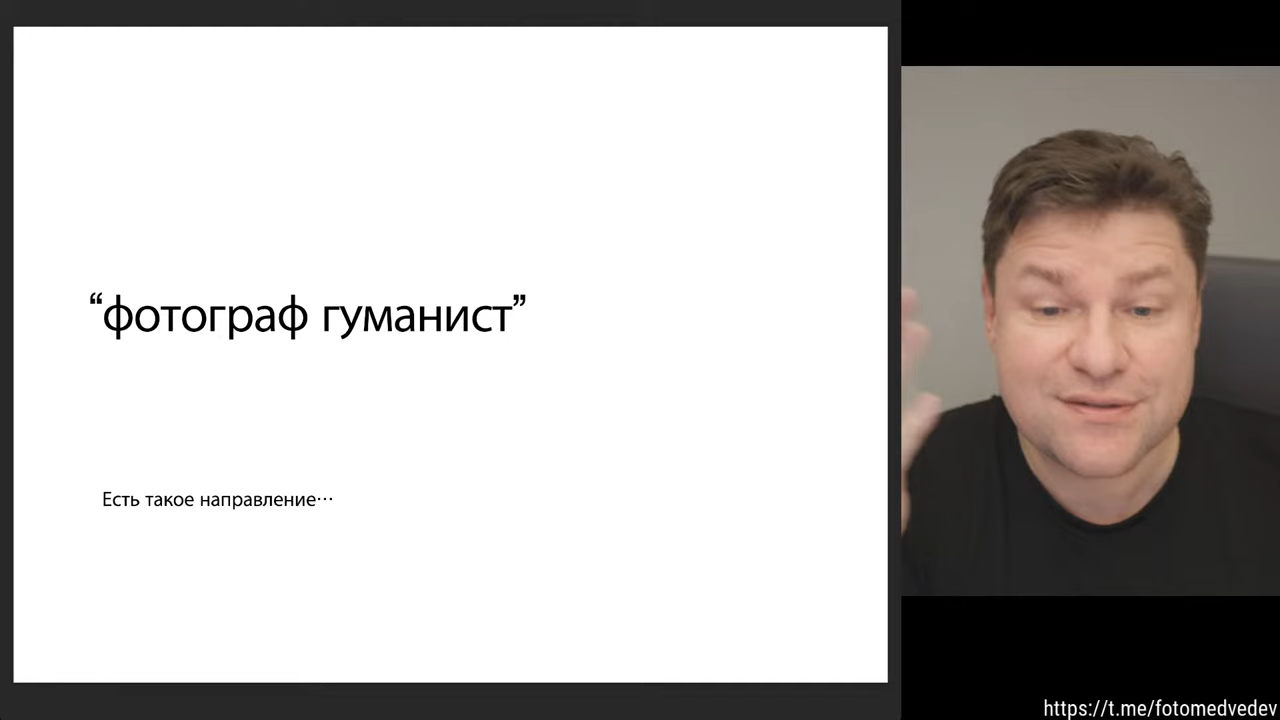 “фотограф гуманист”
Есть такое направление…
https://t.me/fotomedvedev